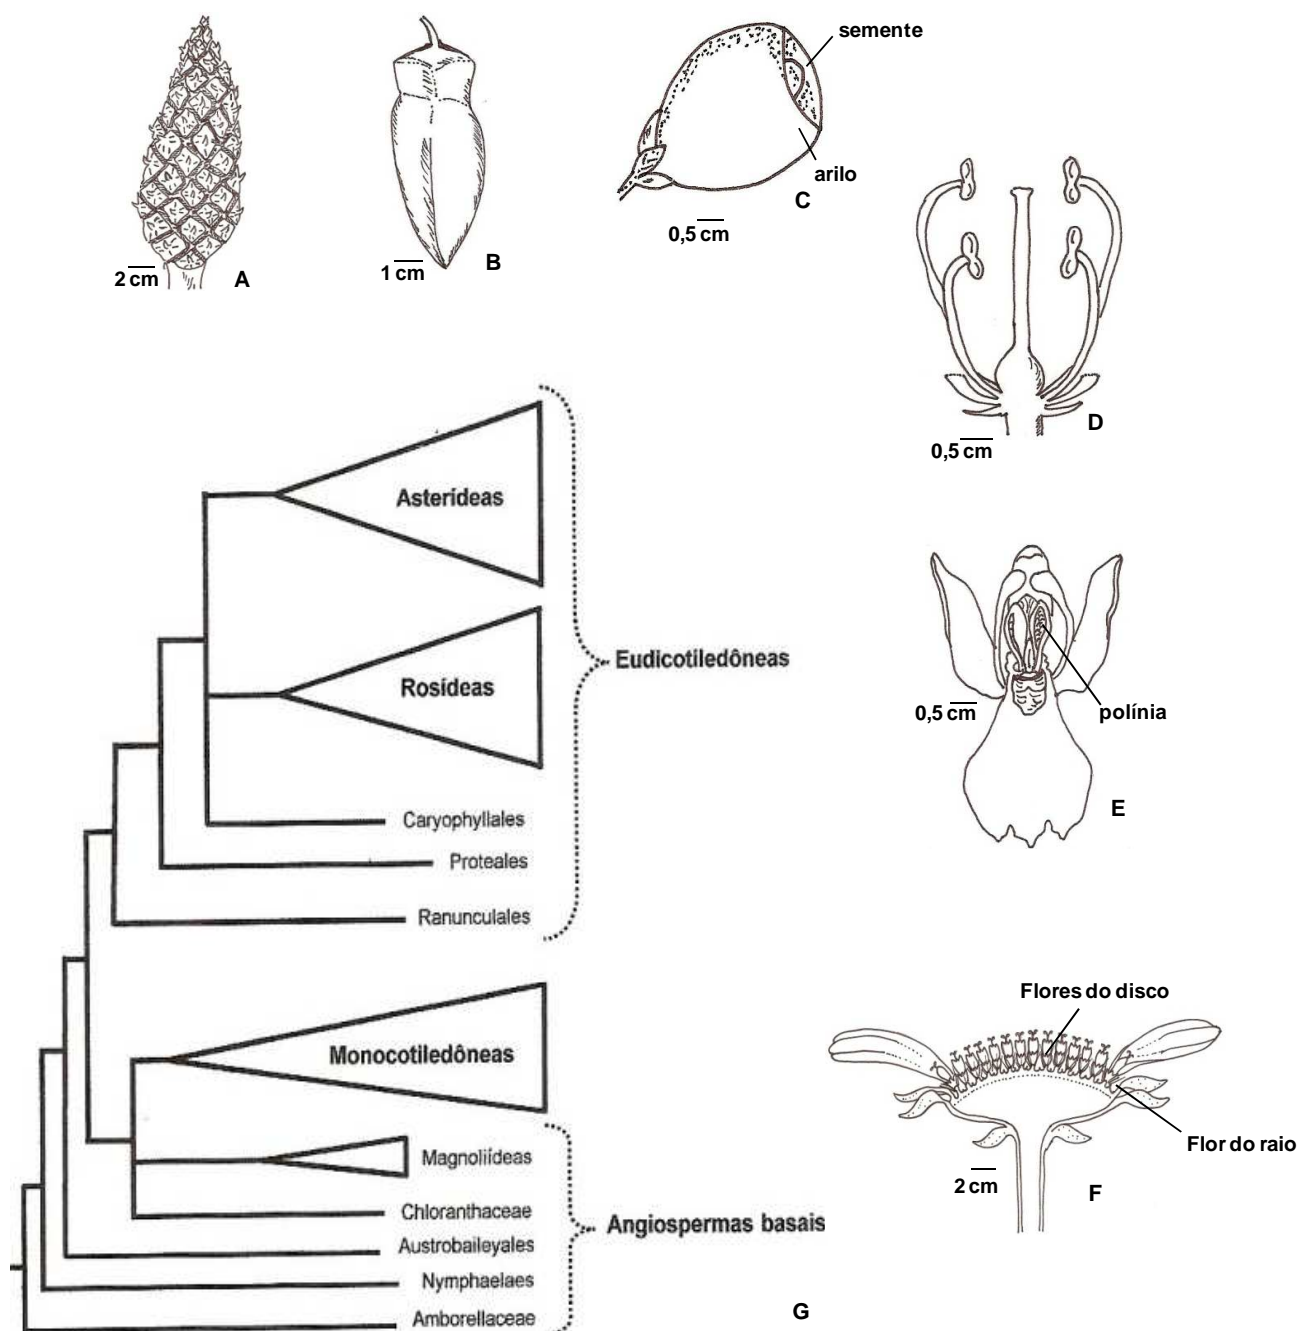 semente
arilo
C
0,5 cm
2 cm
A
1 cm
B
D
0,5 cm
Asterídeas
Rosídeas
Eudicotiledôneas
Caryophyllales
Proteales
Ranunculales
0,5 cm
polínia
E
Monocotiledôneas
Magnoliídeas
Chloranthaceae
Austrobaileyales
Nymphaelaes
Amborellaceae
Angiospermas basais
G
Flores do disco
Flor do raio
2 cm
F